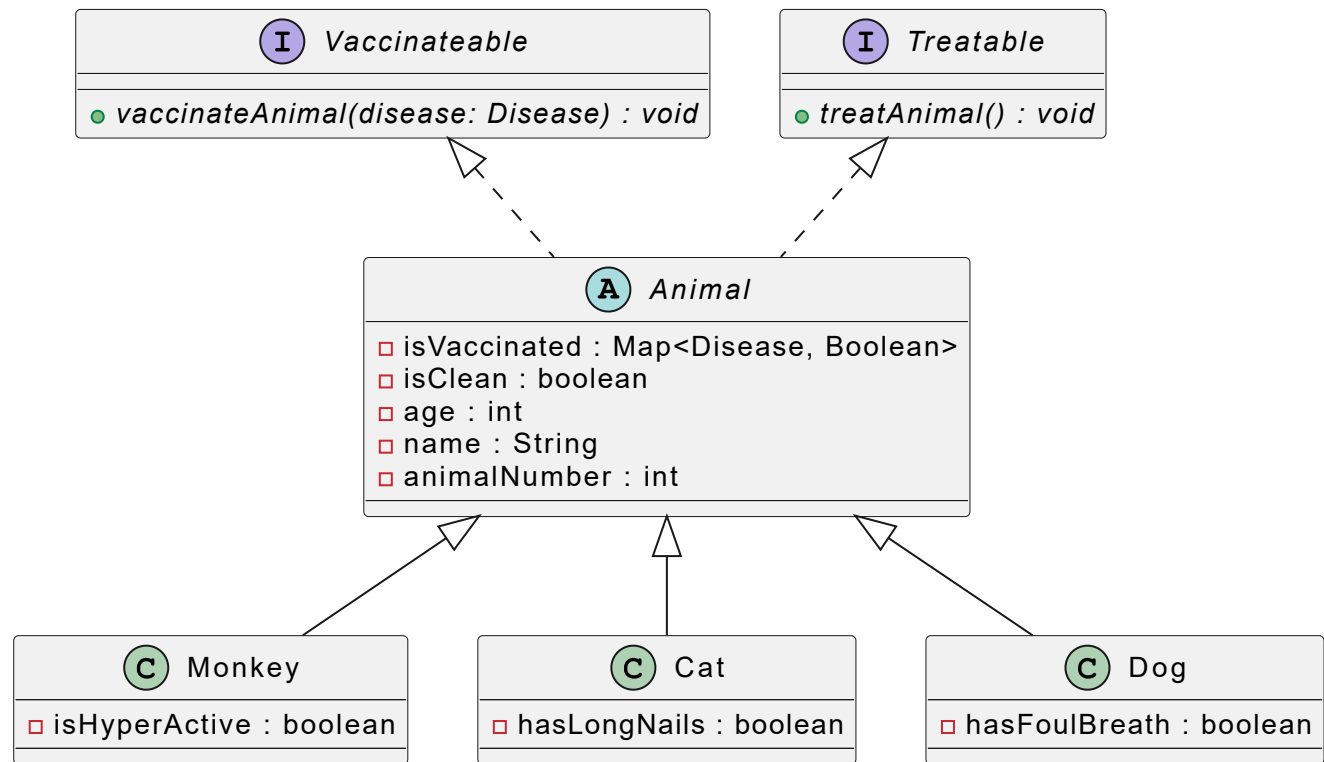 I Vaccinateable
vaccinateAnimal(disease: Disease) : void
I Treatable
treatAnimal() : void
A Animal
isVaccinated : Map<Disease, Boolean>
isClean : boolean
age : int
name : String
animalNumber : int
C Monkey
isHyperActive : boolean
C Cat
hasLongNails : boolean
C Dog
hasFoulBreath : boolean